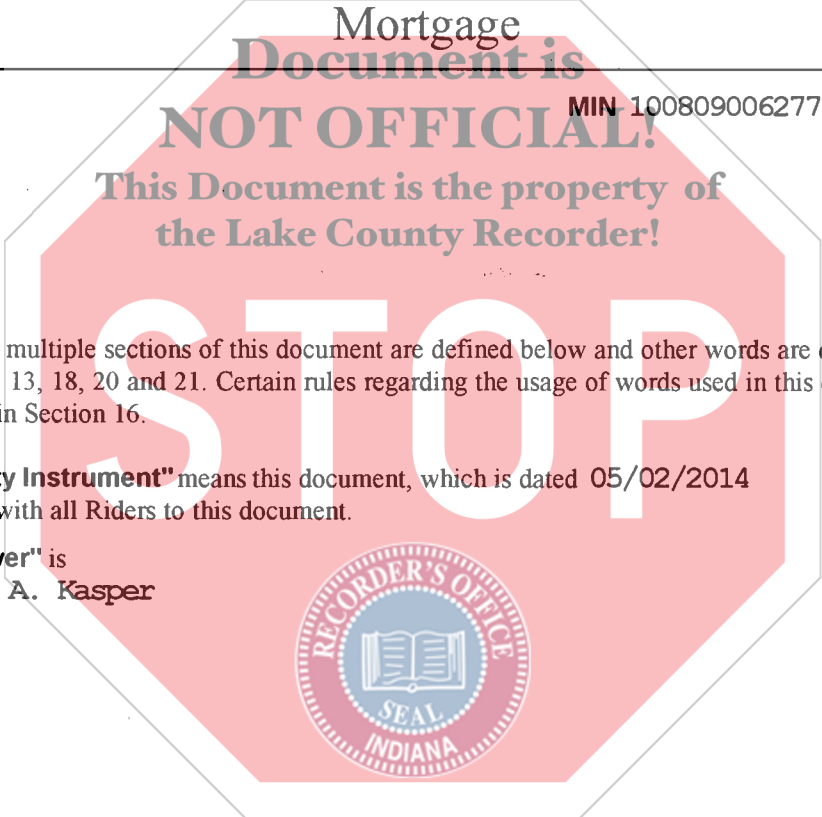 Mortgage
Document is
MIN 100809006277
NOT OFFICIAL!
This Document is the property of
the Lake County Recorder!
STOP
multiple sections of this document are defined below and other words are
13, 18, 20 and 21. Certain rules regarding the usage of words used in this
in Section 16.
y Instrument" means this document, which is dated 05/02/2014
with all Riders to this document.
er" is
A. Kasper
RECORDER'S OFFICE
SEAL
INDIANA